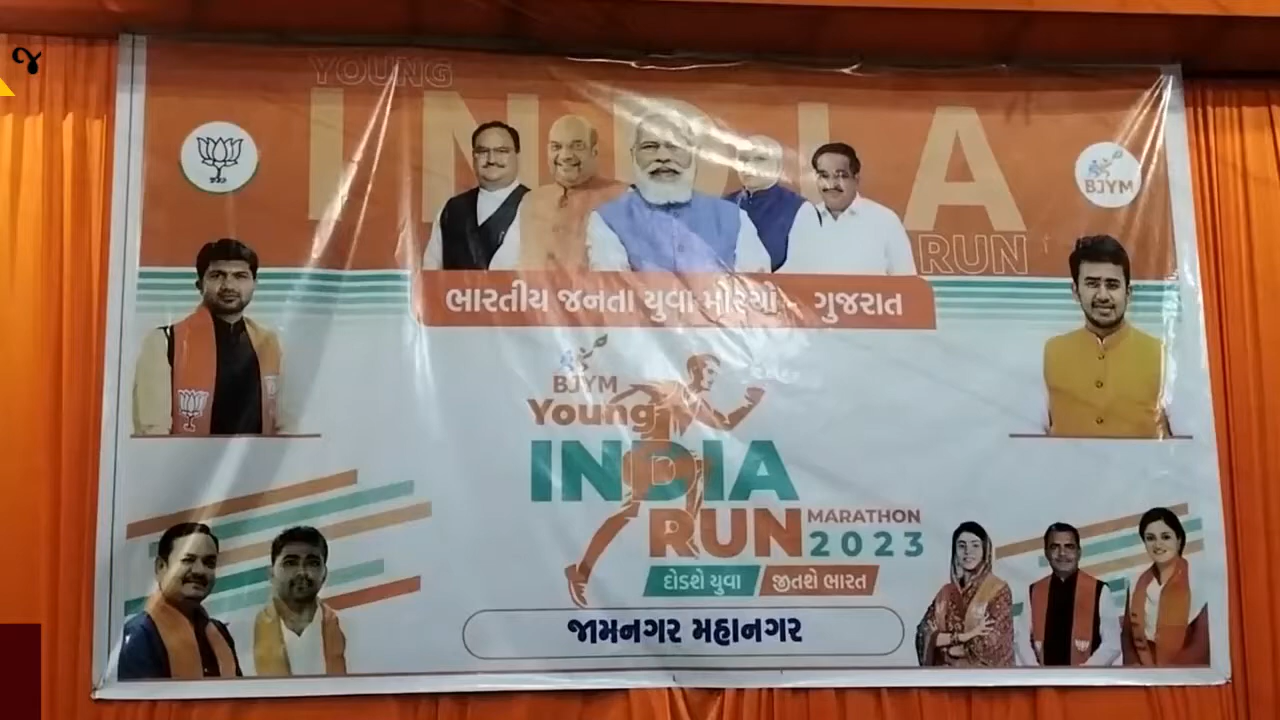 YOUNG
INDIA
RUN
BJYM
ભારતીય જનતા યુવા મોરચો - ગુજરાત
BJYM
Young
INDIA
RUN MARATHON
2023
દોડશે યુવા જીતશે ભારત
જામનગર મહાનગર